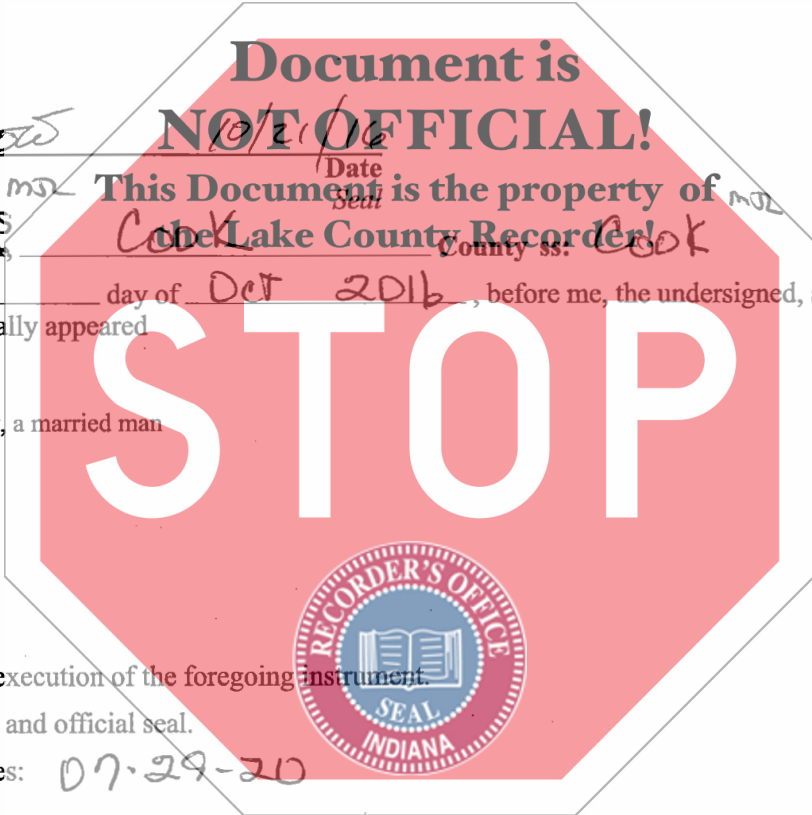 Document is
NOT OFFICIAL!
10/21/16
Date
This Document is the property of
MJL
MJL
Seal
the Lake County Recorder!
, Cook County ss: Cook
day of Oct 2016, before me, the undersigned,
ally appeared
STOP
, a married man
RECORDER'S OFFICE
SEAL
INDIANA
execution of the foregoing instrument.
and official seal.
es: 07-29-20